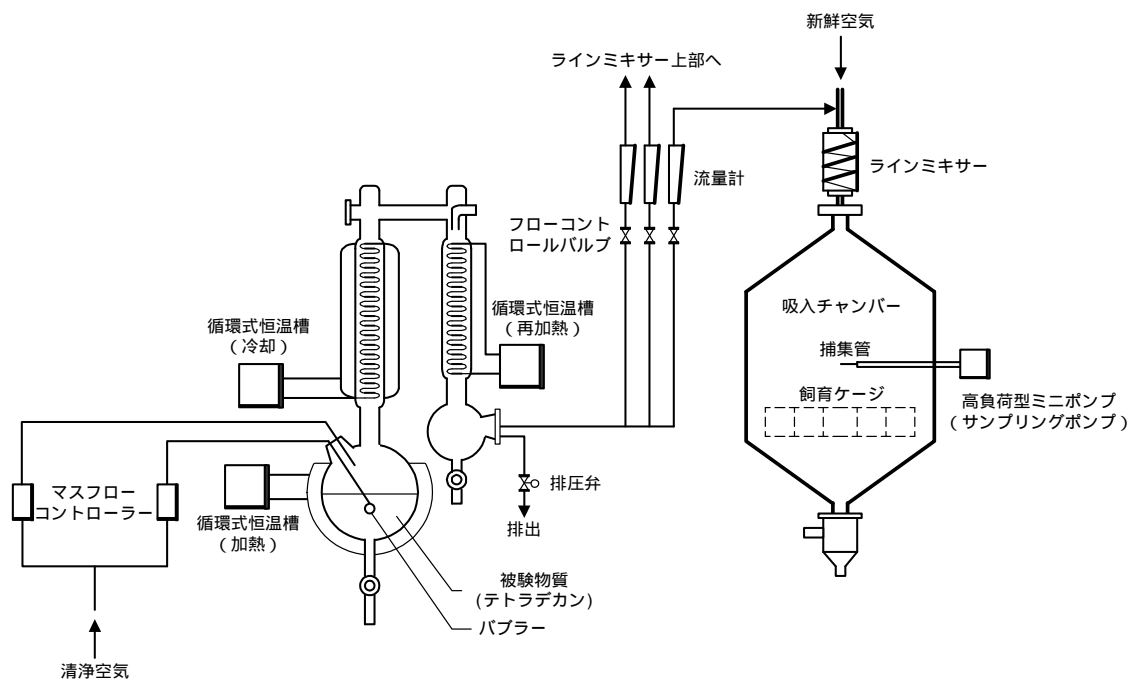 新鮮空気
ラインミキサー上部へ
ラインミキサー
流量計
フローコント
ロールバルブ
吸入チャンバー
循環式恒温槽
(再加熱)
循環式恒温槽
(冷却)
捕集管
飼育ケージ
高負荷型ミニポンプ
(サンプリングポンプ)
マスフロー
コントローラー
循環式恒温槽
(加熱)
排圧弁
排出
被験物質
(テトラデカン)
バブラー
清浄空気